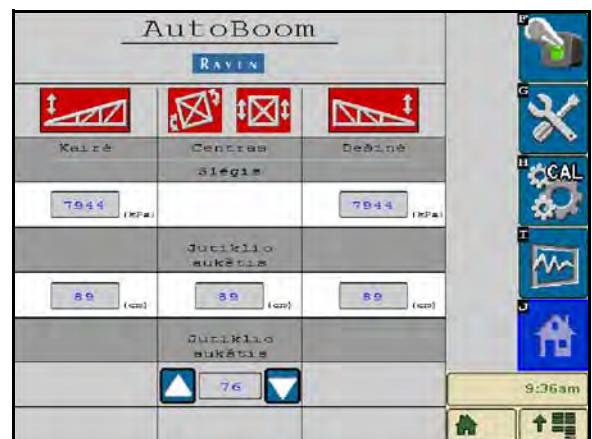 AutoBoom
RAVEN
Kairė Centras Dešinė
Slėgis
7944 (kPa) 7944 (kPa)
Jutiklio
aukštis
89 (cm) 89 (cm) 89 (cm)
Jutiklio
aukštis
76
F
G
H
CAL
I
J
9:36am